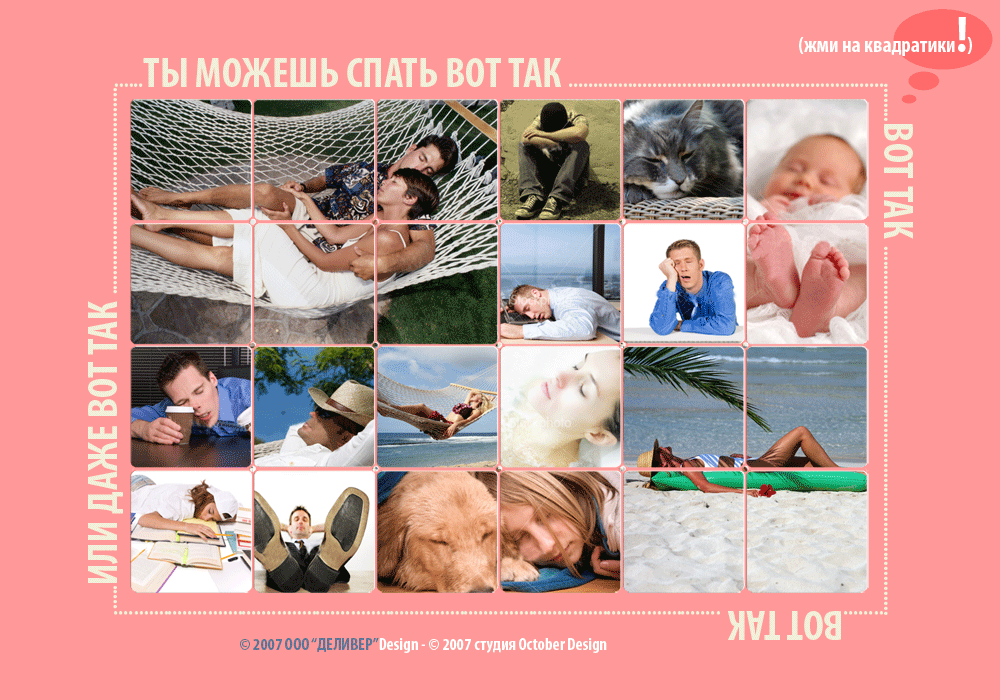 (жми на квадратики!)
ТЫ МОЖЕШЬ СПАТЬ ВОТ ТАК
ВОТ ТАК
ВОТ ТАК
ИЛИ ДАЖЕ ВОТ ТАК
© 2007 ООО “ДЕЛИВЕР” Design - © 2007 студия October Design